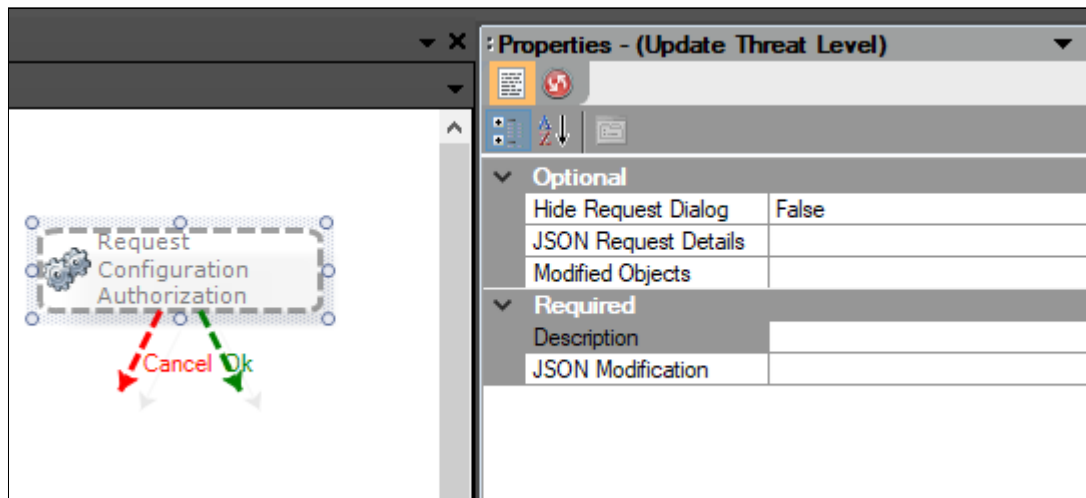 Properties - (Update Threat Level)
Optional
Hide Request Dialog False
JSON Request Details
Modified Objects
Required
Description
JSON Modification
Request
Configuration
Authorization
Cancel Ok